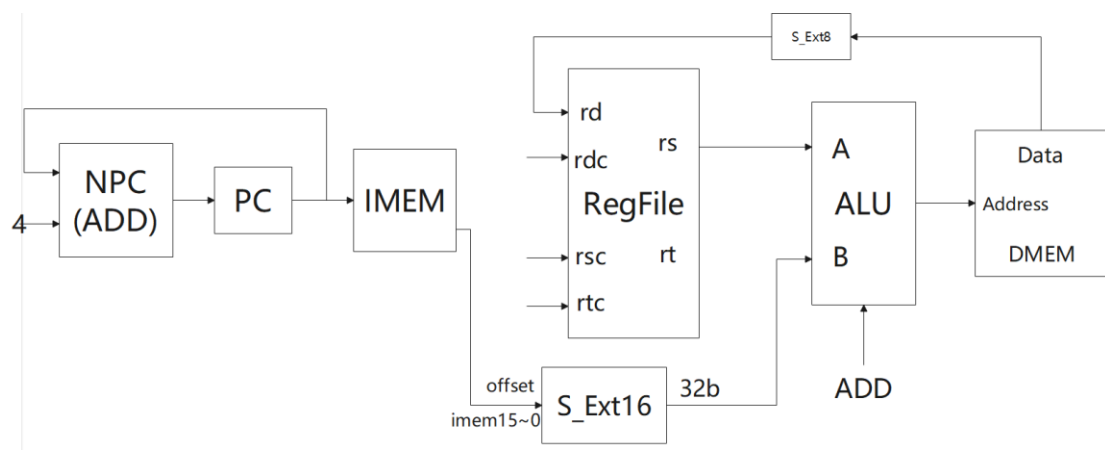 S_Ext8
NPC
(ADD)
4
PC
IMEM
rd
rdc
rs
RegFile
rt
rsc
rtc
A
ALU
B
ADD
Data
Address
DMEM
offset
imem15~0
S_Ext16
32b